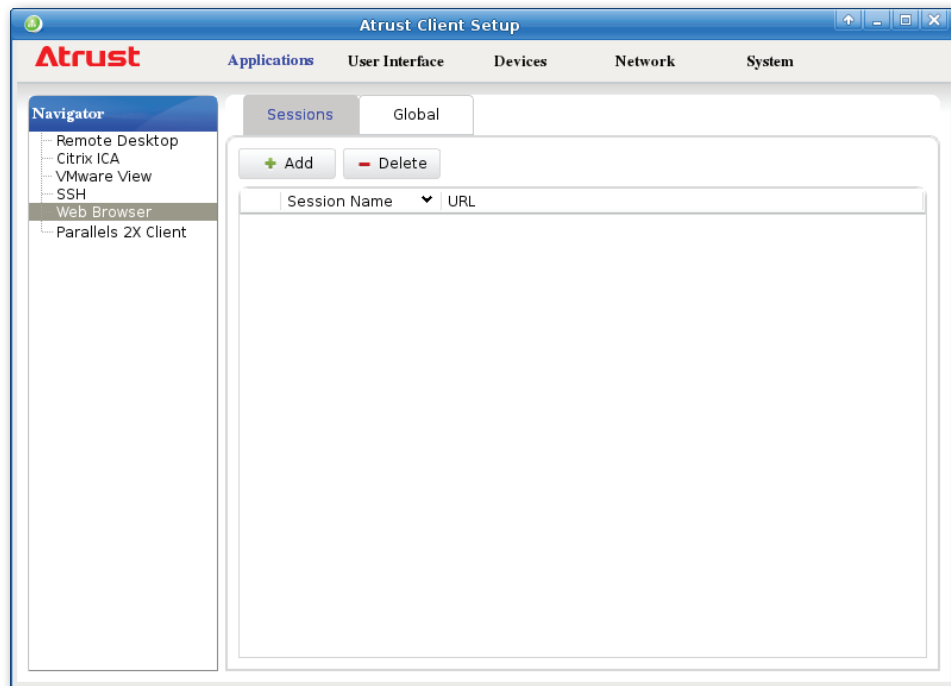 Atrust Client Setup
Atrust
Applications
User Interface
Devices
Network
System
Navigator
Remote Desktop
Citrix ICA
VMware View
SSH
Web Browser
Parallels 2X Client
Sessions
Global
Add
Delete
Session Name
URL